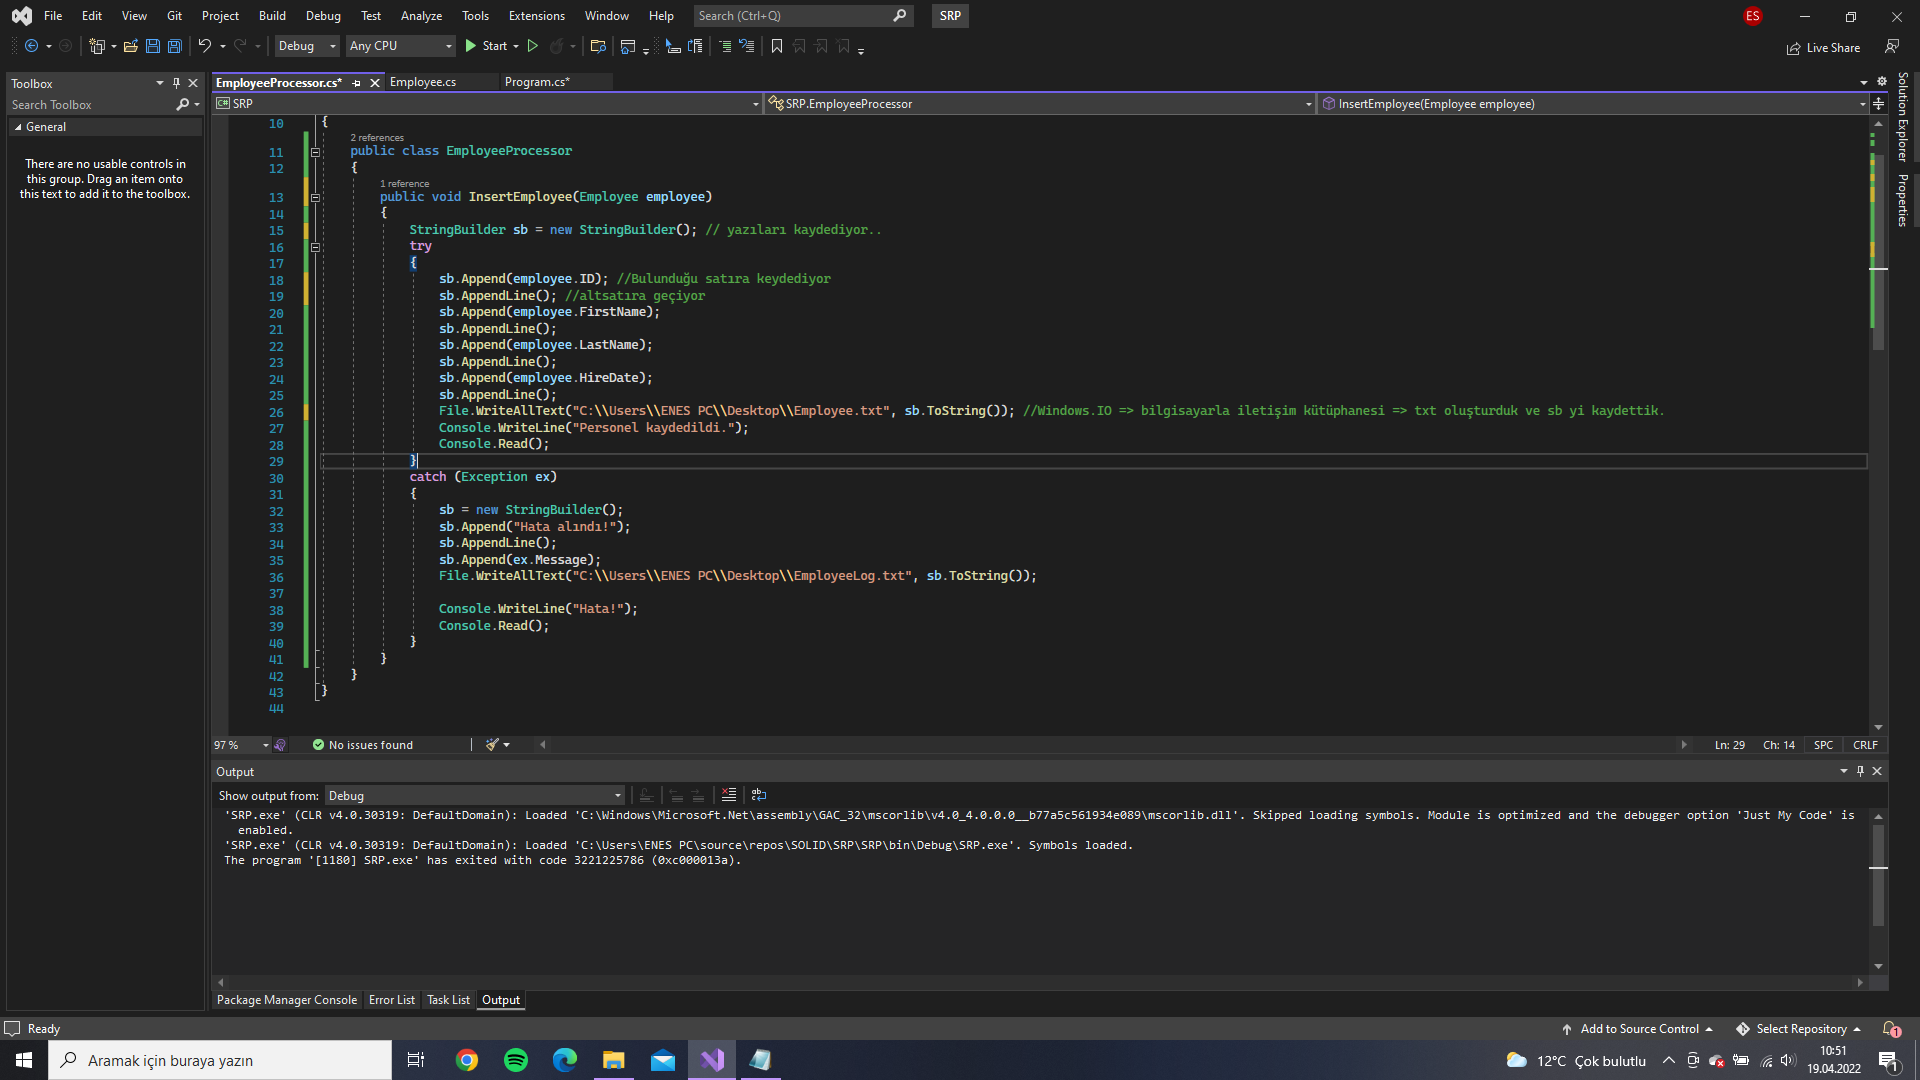 File Edit View Git Project Build Debug Test Analyze Tools Extensions Window Help Search (Ctrl+Q) SRP ES
Debug Any CPU Start Live Share
Toolbox
Search Toolbox
General
There are no usable controls in
this group. Drag an item onto
this text to add it to the toolbox.
EmployeeProcessor.cs* Employee.cs Program.cs*
C# SRP SRP.EmployeeProcessor InsertEmployee(Employee employee)
10 {
2 references
11 public class EmployeeProcessor
12 {
1 reference
13 public void InsertEmployee(Employee employee)
14 {
15 StringBuilder sb = new StringBuilder(); // yazıları kaydediyor..
16 try
17 {
18 sb.Append(employee.ID); //Bulunduğu satıra keydediyor
19 sb.AppendLine(); //altsatıra geçiyor
20 sb.Append(employee.FirstName);
21 sb.AppendLine();
22 sb.Append(employee.LastName);
23 sb.AppendLine();
24 sb.Append(employee.HireDate);
25 sb.AppendLine();
26 File.WriteAllText("C:\\Users\\ENES PC\\Desktop\\Employee.txt", sb.ToString()); //Windows.IO => bilgisayarla iletişim kütüphanesi => txt oluşturduk ve sb yi kaydettik.
27 Console.WriteLine("Personel kaydedildi.");
28 Console.Read();
29 }
30 catch (Exception ex)
31 {
32 sb = new StringBuilder();
33 sb.Append("Hata alındı!");
34 sb.AppendLine();
35 sb.Append(ex.Message);
36 File.WriteAllText("C:\\Users\\ENES PC\\Desktop\\EmployeeLog.txt", sb.ToString());
37
38 Console.WriteLine("Hata!");
39 Console.Read();
40 }
41 }
42 }
43 }
44
97 % No issues found Ln: 29 Ch: 14 SPC CRLF
Output
Show output from: Debug
'SRP.exe' (CLR v4.0.30319: DefaultDomain): Loaded 'C:\Windows\Microsoft.Net\assembly\GAC_32\mscorlib\v4.0_4.0.0.0__b77a5c561934e089\mscorlib.dll'. Skipped loading symbols. Module is optimized and the debugger option 'Just My Code' is
enabled.
'SRP.exe' (CLR v4.0.30319: DefaultDomain): Loaded 'C:\Users\ENES PC\source\repos\SOLID\SRP\SRP\bin\Debug\SRP.exe'. Symbols loaded.
The program '[1180] SRP.exe' has exited with code 3221225786 (0xc000013a).
Package Manager Console Error List Task List Output
Solution Explorer
Properties
Ready Add to Source Control Select Repository 1
Aramak için buraya yazın 12°C Çok bulutlu 10:51
19.04.2022 1